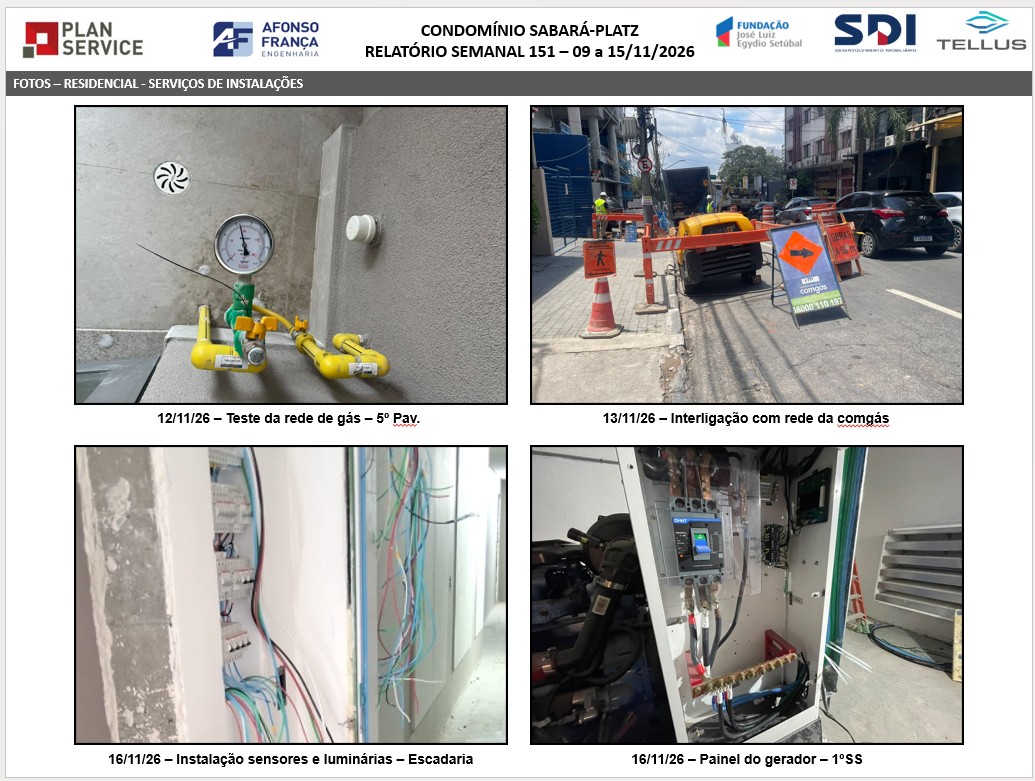 PLAN
SERVICE
AFONSO
FRANÇA
ENGENHARIA
CONDOMÍNIO SABARÁ-PLATZ
RELATÓRIO SEMANAL 151 – 09 a 15/11/2026
FUNDAÇÃO
José Luiz
Egydio Setúbal
SDI
DESENVOLVIMENTO IMOBILIÁRIO
TELLUS
FOTOS – RESIDENCIAL - SERVIÇOS DE INSTALAÇÕES
comgás
12/11/26 – Teste da rede de gás – 5º Pav.
13/11/26 – Interligação com rede da comgás
CHNT
16/11/26 – Instalação sensores e luminárias – Escadaria
16/11/26 – Painel do gerador – 1ºSS